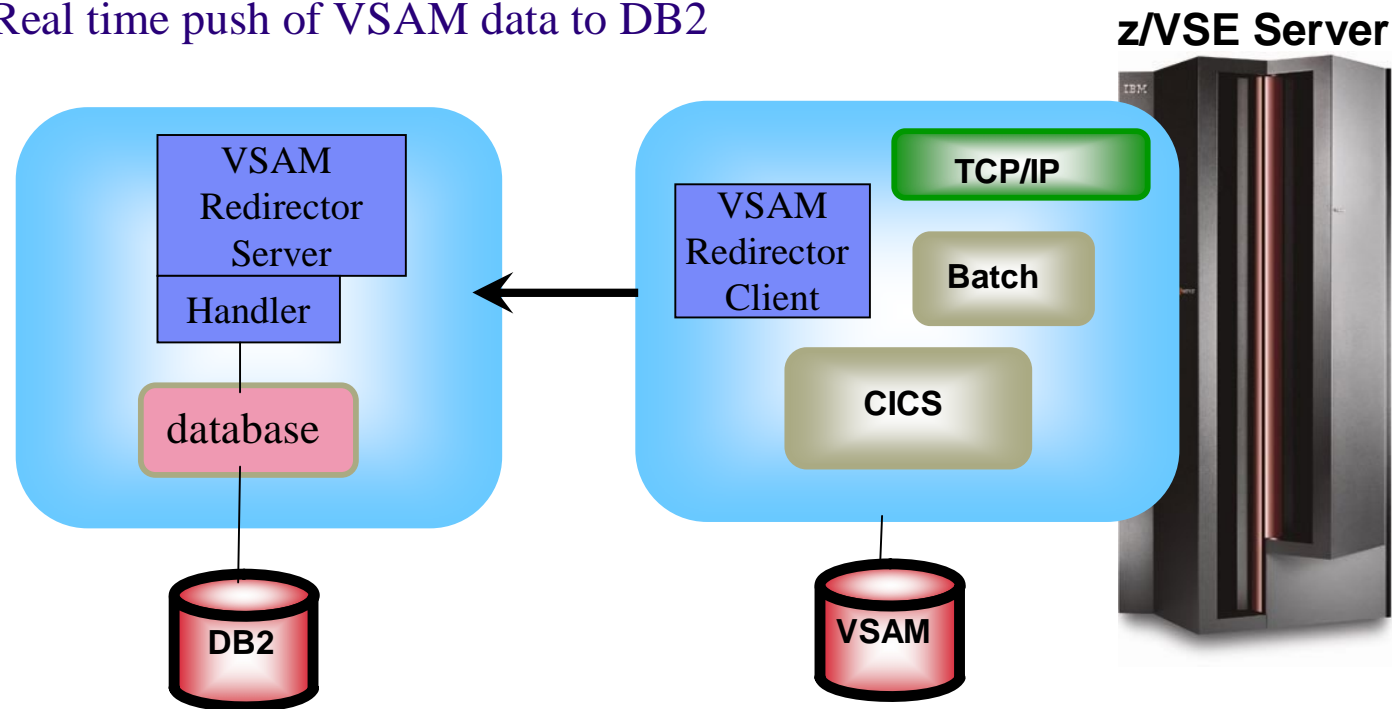 Real time push of VSAM data to DB2
z/VSE Server
IBM
VSAM
Redirector
Server
Handler
database
DB2
VSAM
Redirector
Client
TCP/IP
Batch
CICS
VSAM